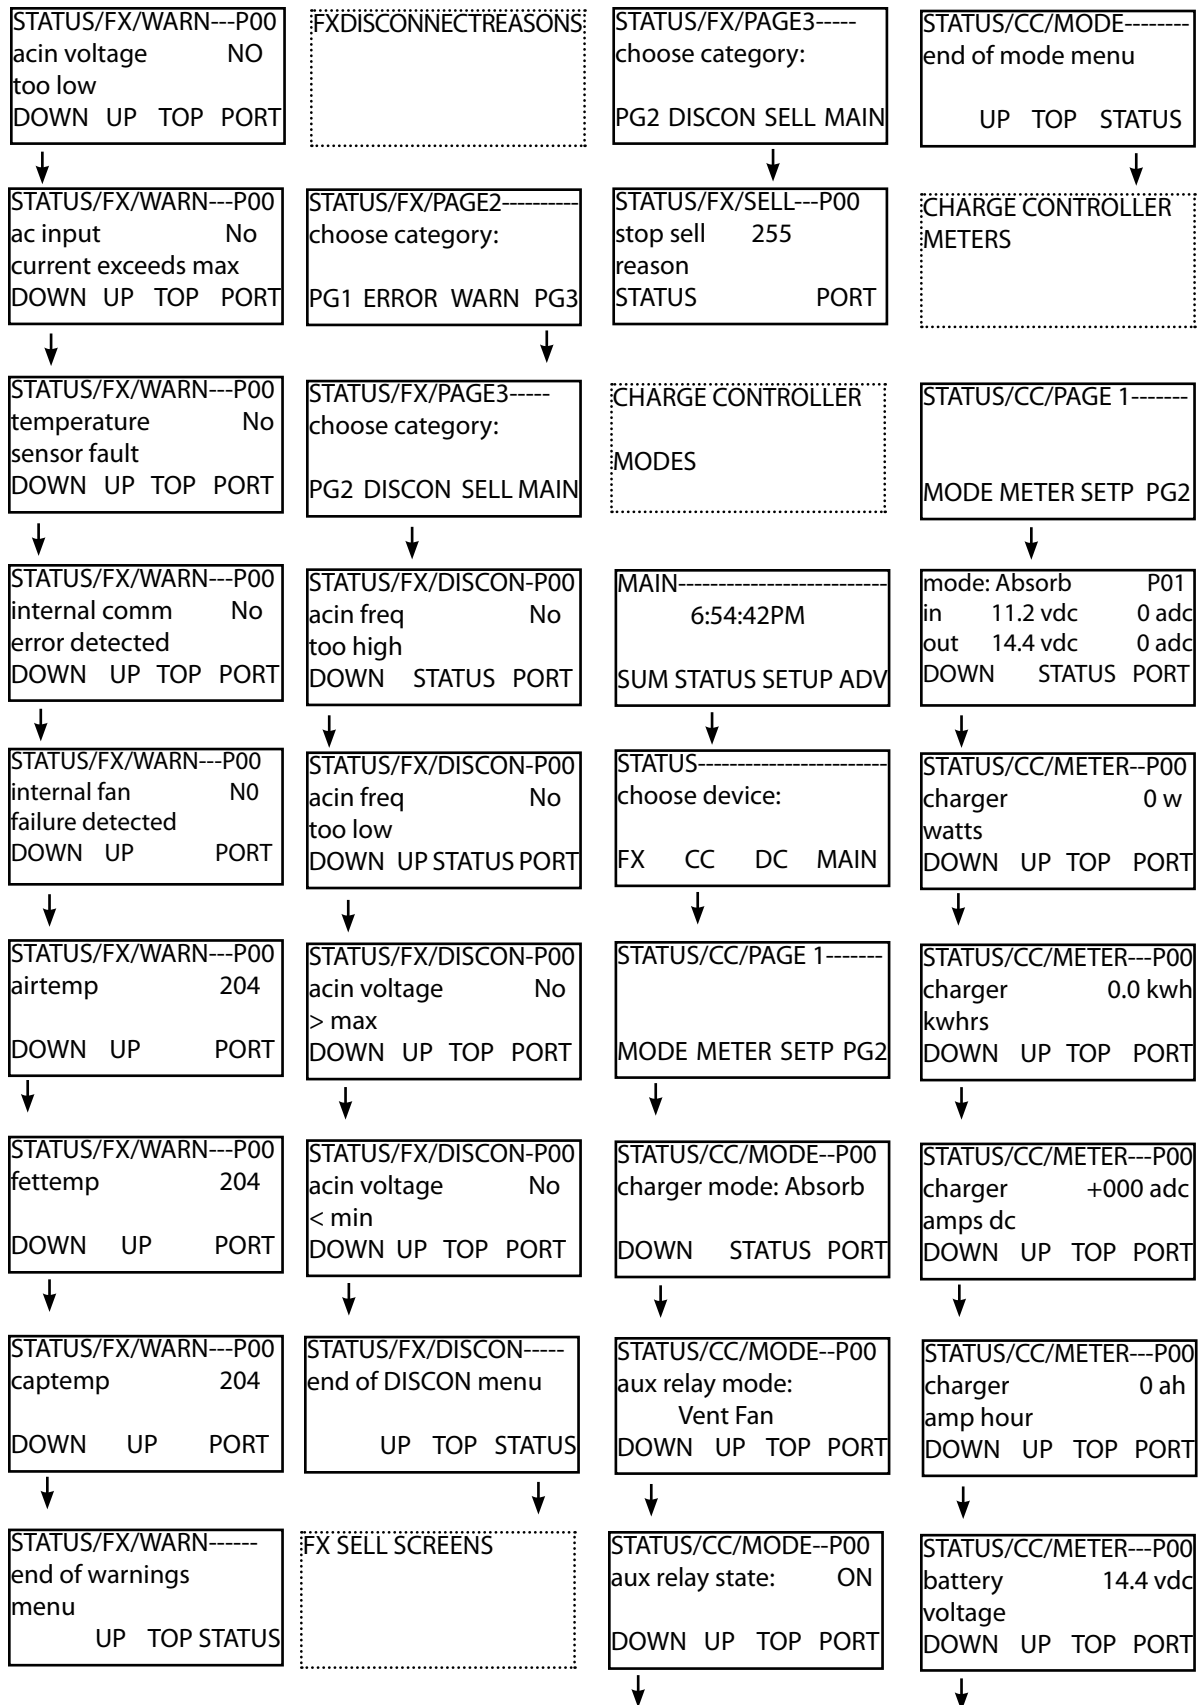 STATUS/FX/WARN---P00
acin voltage NO
too low
DOWN UP TOP PORT
STATUS/FX/WARN---P00
ac input No
current exceeds max
DOWN UP TOP PORT
STATUS/FX/WARN---P00
temperature No
sensor fault
DOWN UP TOP PORT
STATUS/FX/WARN---P00
internal comm No
error detected
DOWN UP TOP PORT
STATUS/FX/WARN---P00
internal fan N0
failure detected
DOWN UP PORT
STATUS/FX/WARN---P00
airtemp 204
DOWN UP PORT
STATUS/FX/WARN---P00
fettemp 204
DOWN UP PORT
STATUS/FX/WARN---P00
captemp 204
DOWN UP PORT
STATUS/FX/WARN------
end of warnings
menu
UP TOP STATUS
FXDISCONNECTREASONS
STATUS/FX/PAGE2----------
choose category:
PG1 ERROR WARN PG3
STATUS/FX/PAGE3-----
choose category:
PG2 DISCON SELL MAIN
STATUS/FX/DISCON-P00
acin freq No
too high
DOWN STATUS PORT
STATUS/FX/DISCON-P00
acin freq No
too low
DOWN UP STATUS PORT
STATUS/FX/DISCON-P00
acin voltage No
> max
DOWN UP TOP PORT
STATUS/FX/DISCON-P00
acin voltage No
< min
DOWN UP TOP PORT
STATUS/FX/DISCON-----
end of DISCON menu
UP TOP STATUS
FX SELL SCREENS
STATUS/FX/PAGE3-----
choose category:
PG2 DISCON SELL MAIN
STATUS/FX/SELL---P00
stop sell 255
reason
STATUS PORT
CHARGE CONTROLLER
MODES
MAIN--------------------------
6:54:42PM
SUM STATUS SETUP ADV
STATUS------------------------
choose device:
FX CC DC MAIN
STATUS/CC/PAGE 1-------
MODE METER SETP PG2
STATUS/CC/MODE--P00
charger mode: Absorb
DOWN STATUS PORT
STATUS/CC/MODE--P00
aux relay mode:
Vent Fan
DOWN UP TOP PORT
STATUS/CC/MODE--P00
aux relay state: ON
DOWN UP TOP PORT
STATUS/CC/MODE--------
end of mode menu
UP TOP STATUS
CHARGE CONTROLLER
METERS
STATUS/CC/PAGE 1-------
MODE METER SETP PG2
mode: Absorb P01
in 11.2 vdc 0 adc
out 14.4 vdc 0 adc
DOWN STATUS PORT
STATUS/CC/METER--P00
charger 0 w
watts
DOWN UP TOP PORT
STATUS/CC/METER---P00
charger 0.0 kwh
kwhrs
DOWN UP TOP PORT
STATUS/CC/METER---P00
charger +000 adc
amps dc
DOWN UP TOP PORT
STATUS/CC/METER---P00
charger 0 ah
amp hour
DOWN UP TOP PORT
STATUS/CC/METER---P00
battery 14.4 vdc
voltage
DOWN UP TOP PORT